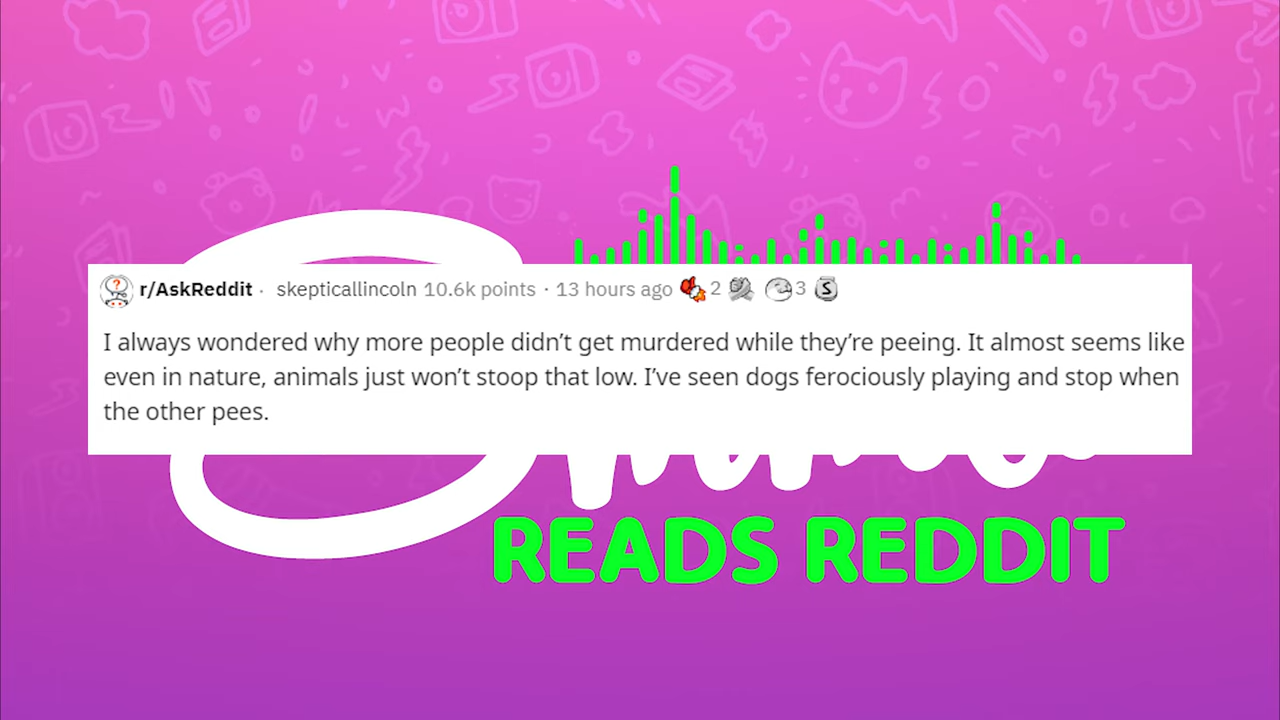 r/AskReddit · skepticallincoln 10.6k points · 13 hours ago 2 3 S
I always wondered why more people didn’t get murdered while they’re peeing. It almost seems like
even in nature, animals just won’t stoop that low. I’ve seen dogs ferociously playing and stop when
the other pees.
READS REDDIT